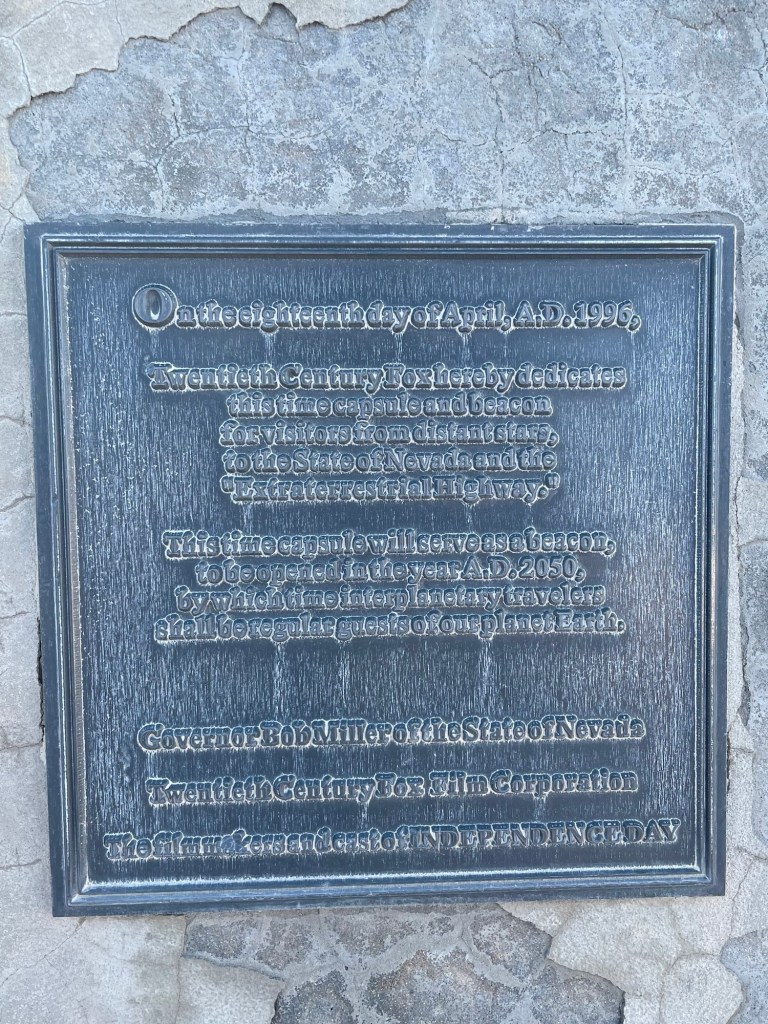 On the eighteenth day of April, A.D. 1996,
Twentieth Century Fox hereby dedicates
this time capsule and beacon
for visitors from distant stars,
to the State of Nevada and the
"Extraterrestrial Highway."
This time capsule will serve as a beacon,
to be opened in the year A.D. 2050,
by which time interplanetary travelers
shall be regular guests of our planet Earth.
Governor Bob Miller of the State of Nevada
Twentieth Century Fox Film Corporation
The filmmakers and cast of INDEPENDENCE DAY